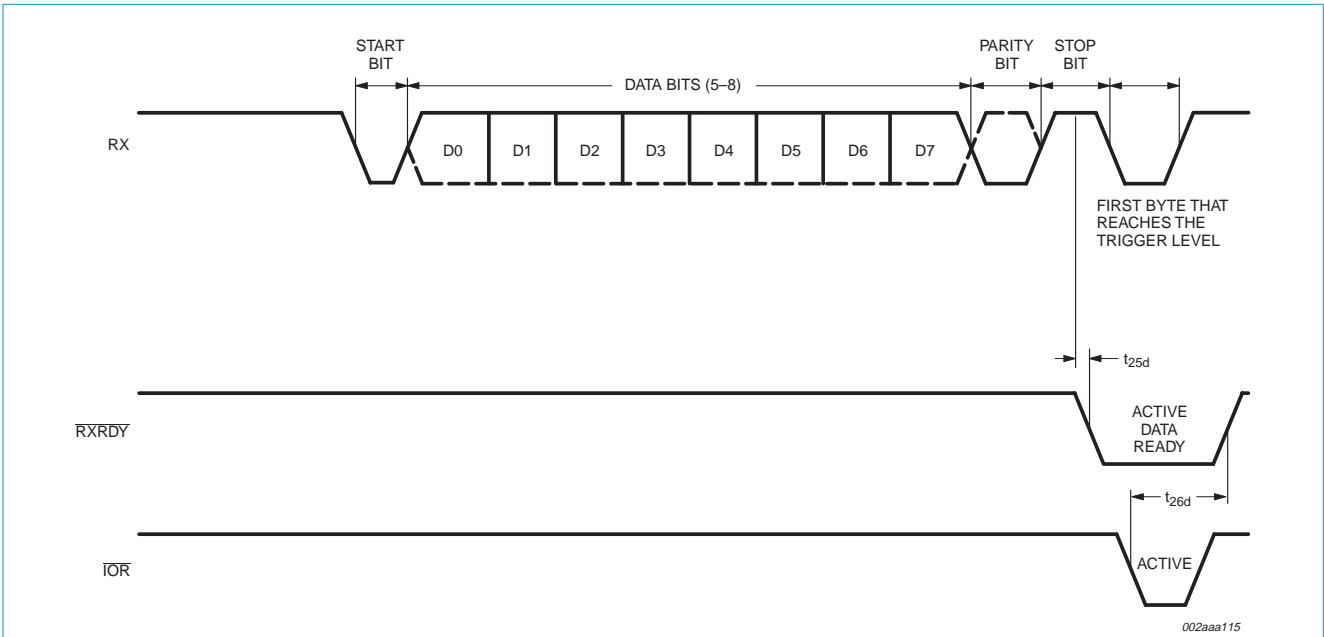 START
BIT
DATA BITS (5–8)
PARITY
BIT
STOP
BIT
RX
D0
D1
D2
D3
D4
D5
D6
D7
FIRST BYTE THAT
REACHES THE
TRIGGER LEVEL
t25d
RXRDY
ACTIVE
DATA
READY
t26d
IOR
ACTIVE
002aaa115